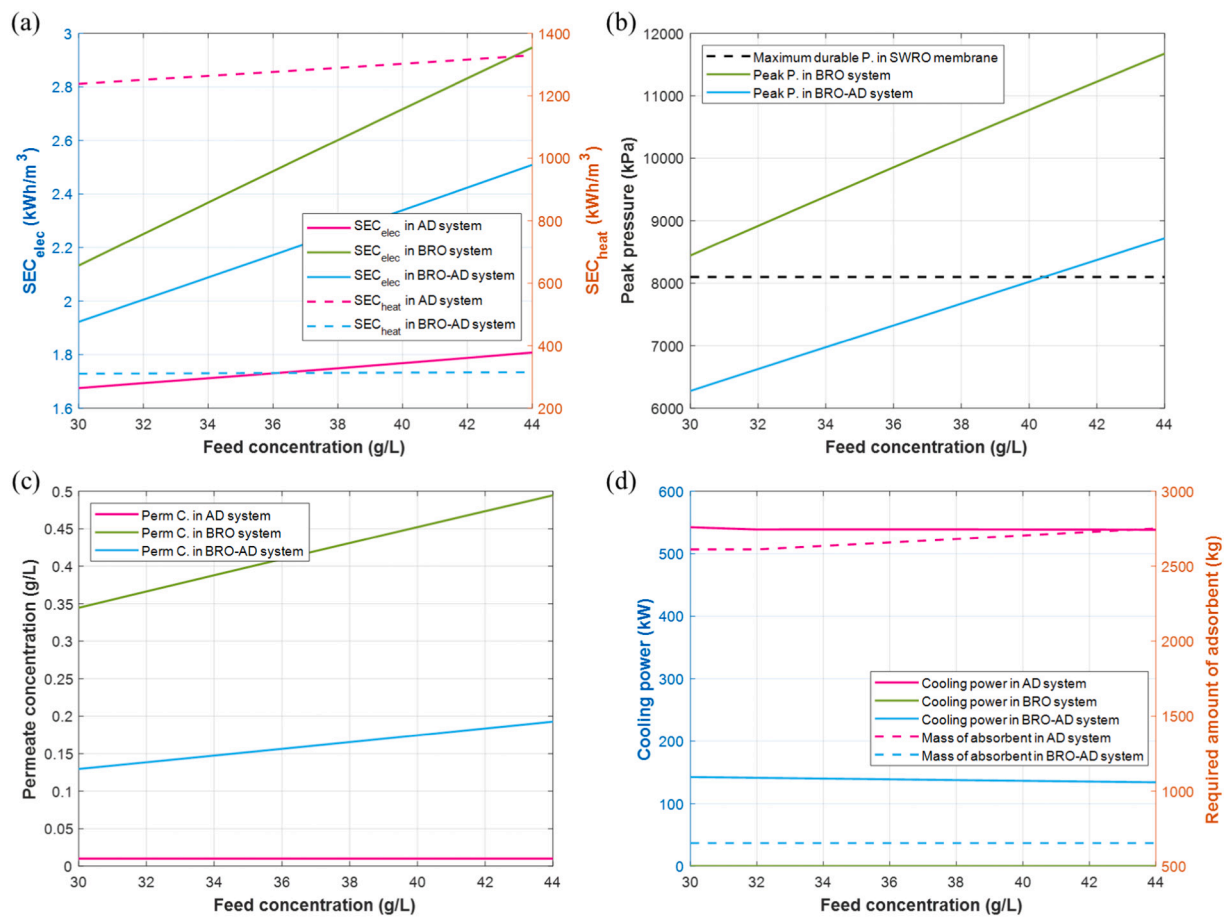 (a)
3
2.8
2.6
2.4
2.2
2
1.8
1.6
SEC_elec (kWh/m³)
1400
1200
1000
800
600
400
200
SEC_heat (kWh/m³)
SEC_elec in AD system
SEC_elec in BRO system
SEC_elec in BRO-AD system
SEC_heat in AD system
SEC_heat in BRO-AD system
30 32 34 36 38 40 42 44
Feed concentration (g/L)
(b)
12000
11000
10000
9000
8000
7000
6000
Peak pressure (kPa)
Maximum durable P. in SWRO membrane
Peak P. in BRO system
Peak P. in BRO-AD system
30 32 34 36 38 40 42 44
Feed concentration (g/L)
(c)
0.5
0.45
0.4
0.35
0.3
0.25
0.2
0.15
0.1
0.05
0
Permeate concentration (g/L)
Perm C. in AD system
Perm C. in BRO system
Perm C. in BRO-AD system
30 32 34 36 38 40 42 44
Feed concentration (g/L)
(d)
600
500
400
300
200
100
0
Cooling power (kW)
3000
2500
2000
1500
1000
500
Required amount of adsorbent (kg)
Cooling power in AD system
Cooling power in BRO system
Cooling power in BRO-AD system
Mass of absorbent in AD system
Mass of absorbent in BRO-AD system
30 32 34 36 38 40 42 44
Feed concentration (g/L)